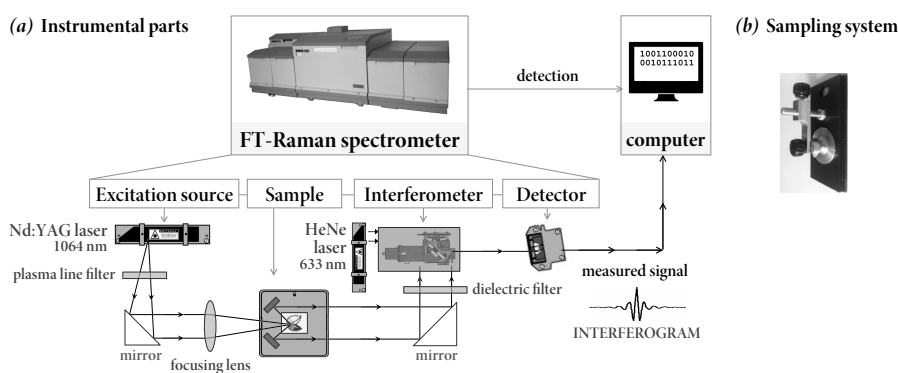 (a) Instrumental parts
(b) Sampling system
1001100010
0010111011
detection
FT-Raman spectrometer
computer
Excitation source
Sample
Interferometer
Detector
Nd:YAG laser
1064 nm
HeNe
laser
633 nm
plasma line filter
measured signal
dielectric filter
INTERFEROGRAM
mirror
focusing lens
mirror